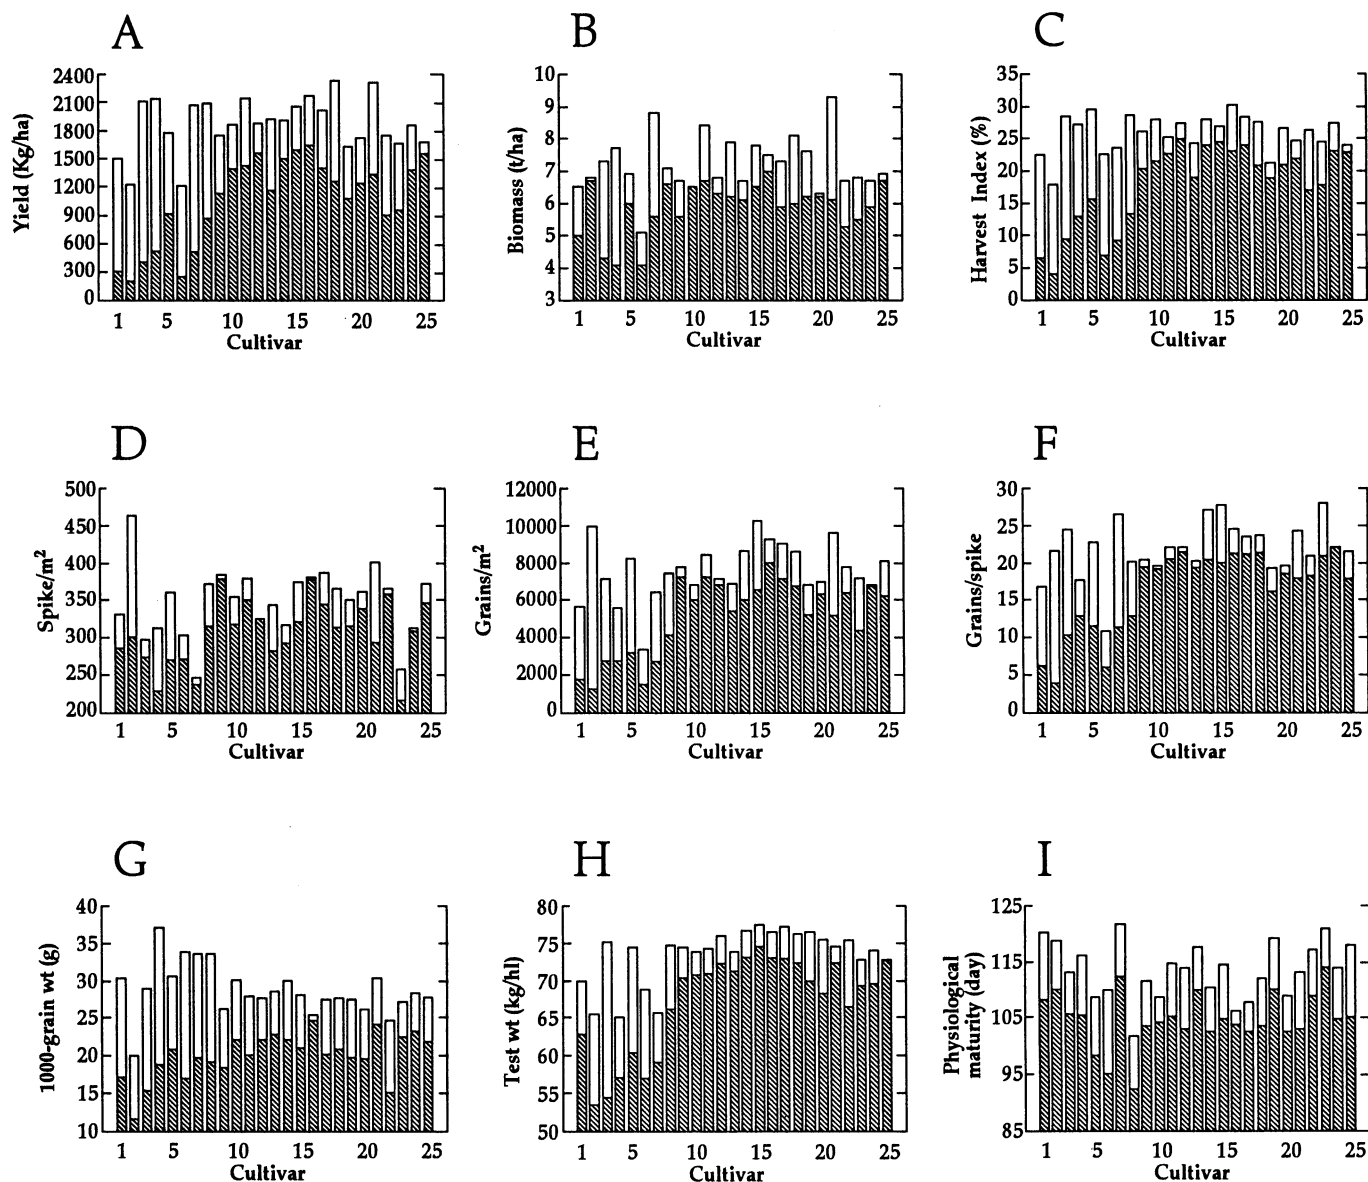 A
B
C
Yield (Kg/ha)
2400
2100
1800
1500
1200
900
600
300
0
1 5 10 15 20 25
Cultivar
Biomass (t/ha)
10
9
8
7
6
5
4
3
1 5 10 15 20 25
Cultivar
Harvest Index (%)
35
30
25
20
15
10
5
0
1 5 10 15 20 25
Cultivar
D
E
F
Spike/m²
500
450
400
350
300
250
200
1 5 10 15 20 25
Cultivar
Grains/m²
12000
10000
8000
6000
4000
2000
0
1 5 10 15 20 25
Cultivar
Grains/spike
30
25
20
15
10
5
0
1 5 10 15 20 25
Cultivar
G
H
I
1000-grain wt (g)
40
35
30
25
20
15
10
1 5 10 15 20 25
Cultivar
Test wt (kg/hl)
80
75
70
65
60
55
50
1 5 10 15 20 25
Cultivar
Physiological
maturity (day)
125
115
105
95
85
1 5 10 15 20 25
Cultivar